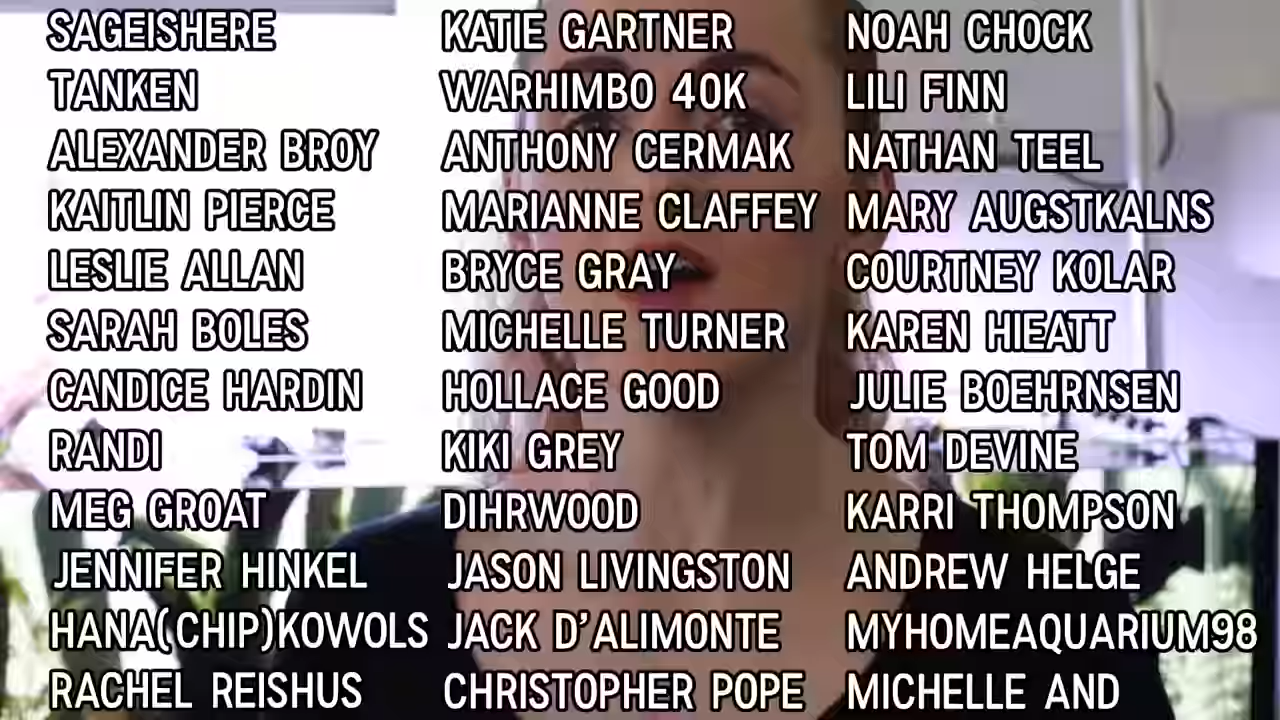 SAGEISHERE
TANKEN
ALEXANDER BROY
KAITLIN PIERCE
LESLIE ALLAN
SARAH BOLES
CANDICE HARDIN
RANDI
MEG GROAT
JENNIFER HINKEL
HANA(CHIP)KOWOLS
RACHEL REISHUS
KATIE GARTNER
WARHIMBO 40K
ANTHONY CERMAK
MARIANNE CLAFFEY
BRYCE GRAY
MICHELLE TURNER
HOLLACE GOOD
KIKI GREY
DIHRWOOD
JASON LIVINGSTON
JACK D'ALIMONTE
CHRISTOPHER POPE
NOAH CHOCK
LILI FINN
NATHAN TEEL
MARY AUGSTKALNS
COURTNEY KOLAR
KAREN HIEATT
JULIE BOEHRNSEN
TOM DEVINE
KARRI THOMPSON
ANDREW HELGE
MYHOMEAQUARIUM98
MICHELLE AND